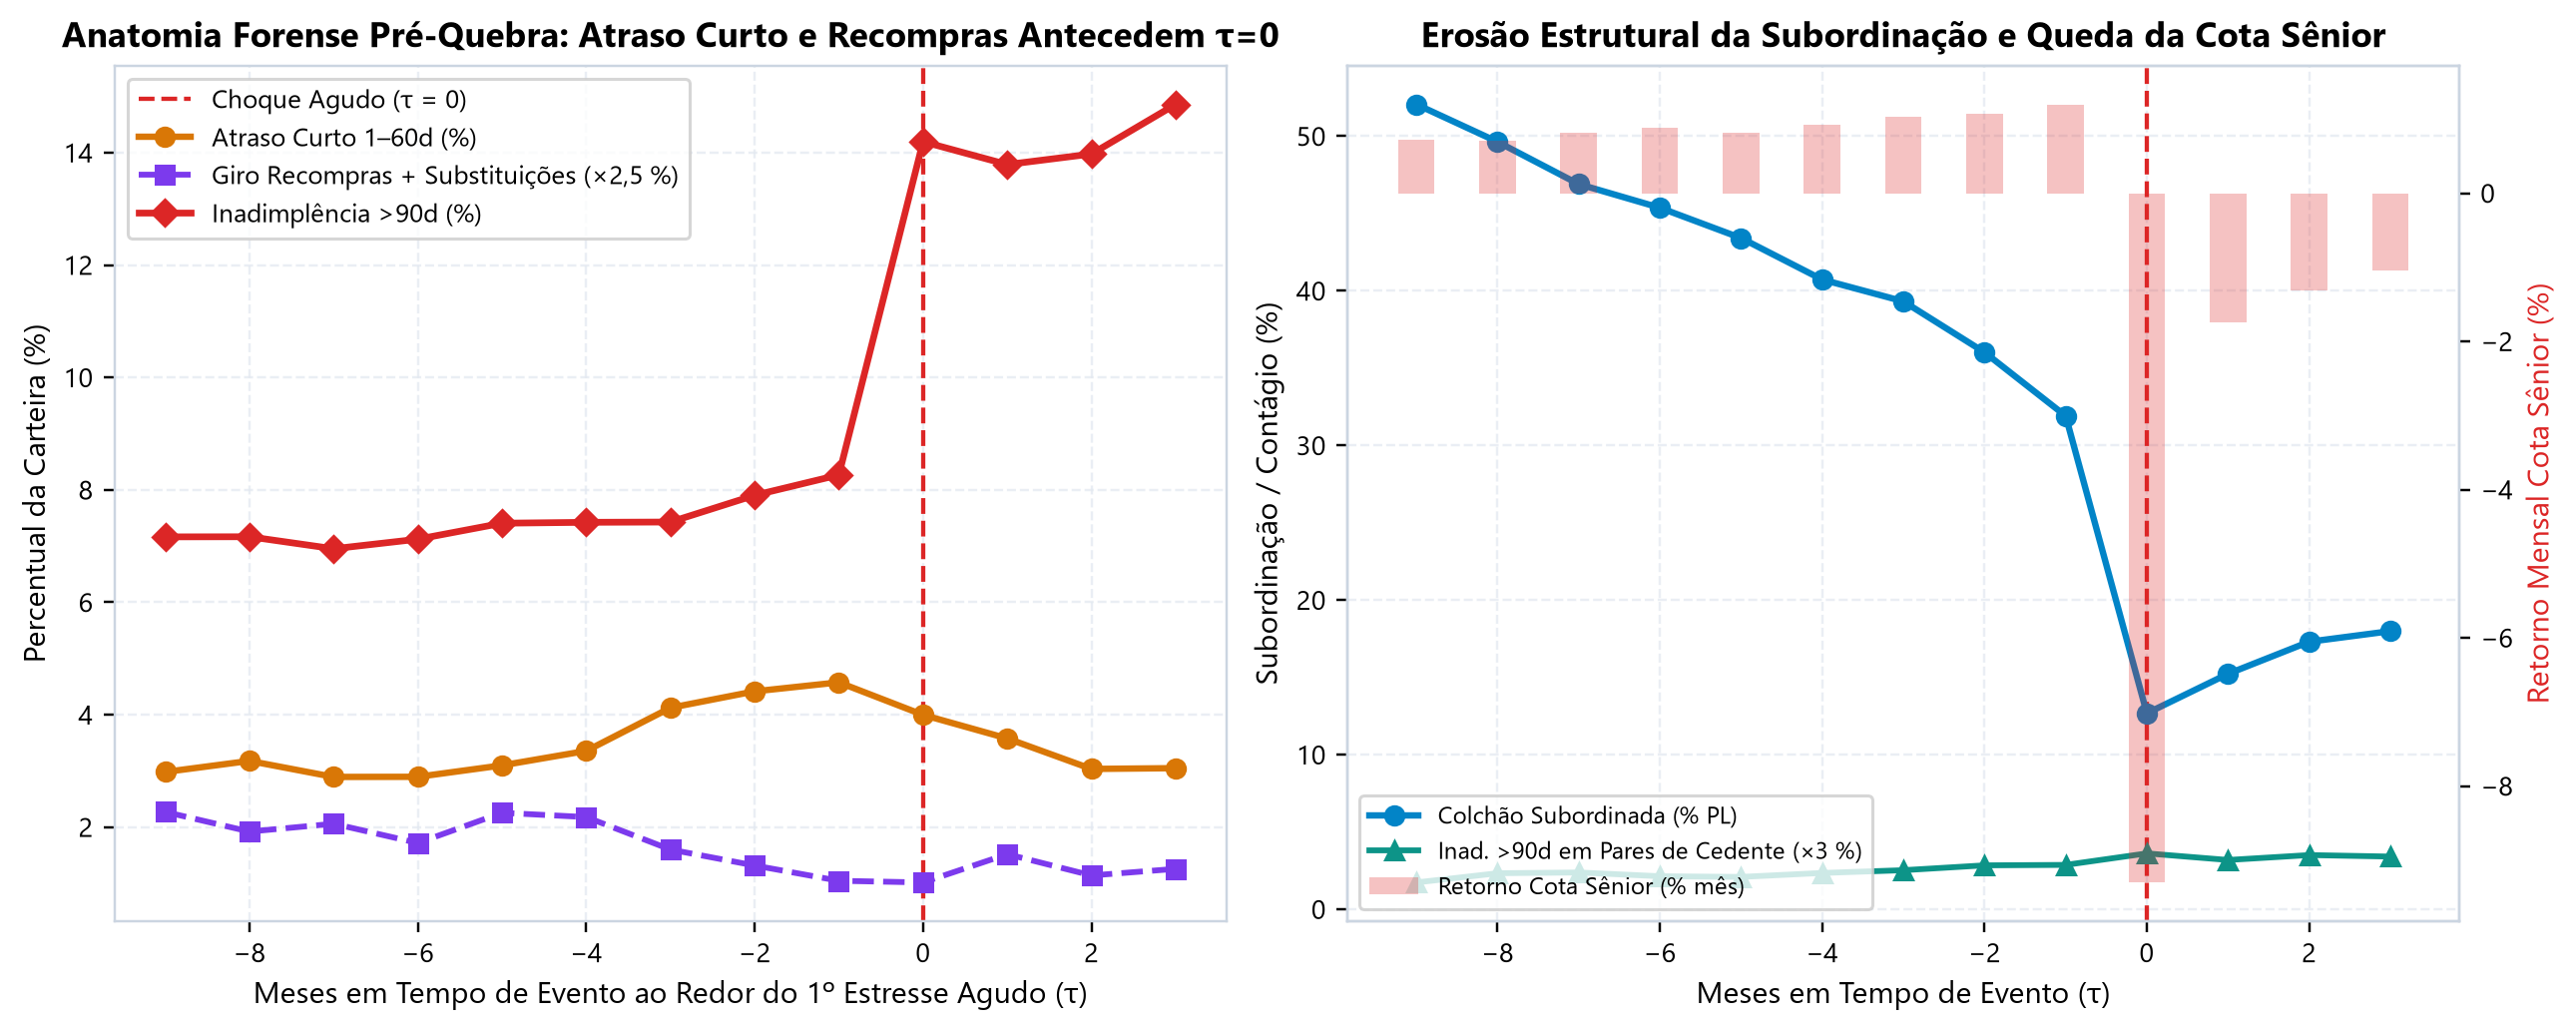 Anatomia Forense Pré-Quebra: Atraso Curto e Recompras Antecedem τ=0
Choque Agudo (τ = 0)
Atraso Curto 1–60d (%)
Giro Recompras + Substituições (×2,5 %)
Inadimplência >90d (%)
Percentual da Carteira (%)
14
12
10
8
6
4
2
−8
−6
−4
−2
0
2
Meses em Tempo de Evento ao Redor do 1º Estresse Agudo (τ)
Erosão Estrutural da Subordinação e Queda da Cota Sênior
Subordinação / Contágio (%)
50
40
30
20
10
0
Colchão Subordinada (% PL)
Inad. >90d em Pares de Cedente (×3 %)
Retorno Cota Sênior (% mês)
−8
−6
−4
−2
0
2
Meses em Tempo de Evento (τ)
0
−2
−4
−6
−8
Retorno Mensal Cota Sênior (%)